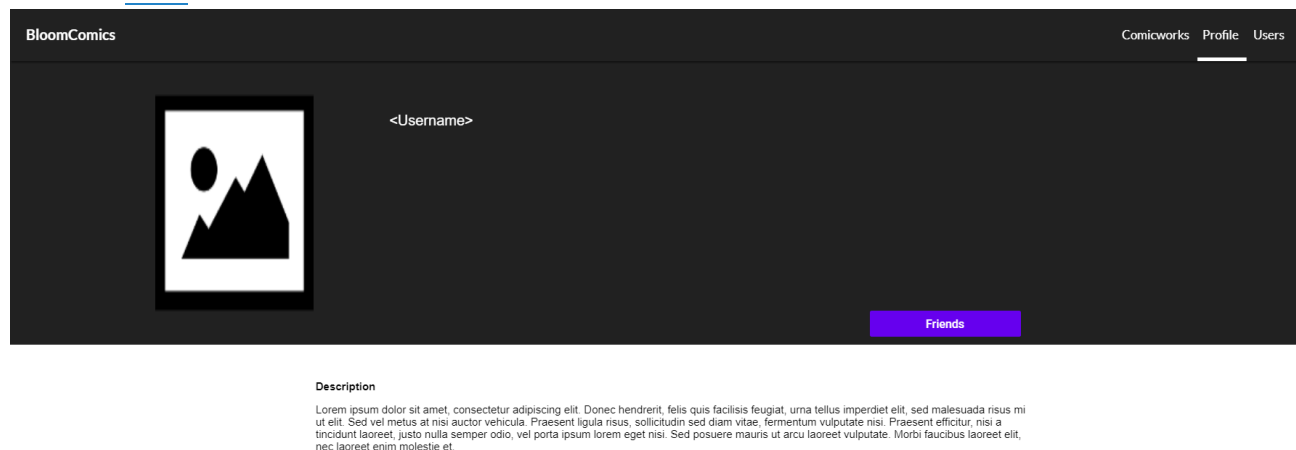 BloomComics
Comicworks Profile Users
<Username>
Friends
Description
Lorem ipsum dolor sit amet, consectetur adipiscing elit. Donec hendrerit, felis quis facilisis feugiat, urna tellus imperdiet elit, sed malesuada risus mi
ut elit. Sed vel metus at nisi auctor vehicula. Praesent ligula risus, sollicitudin sed diam vitae, fermentum vulputate nisi. Praesent efficitur, nisi a
tincidunt laoreet, justo nulla semper odio, vel porta ipsum lorem eget nisi. Sed posuere mauris ut arcu laoreet vulputate. Morbi faucibus laoreet elit,
nec laoreet enim molestie et.